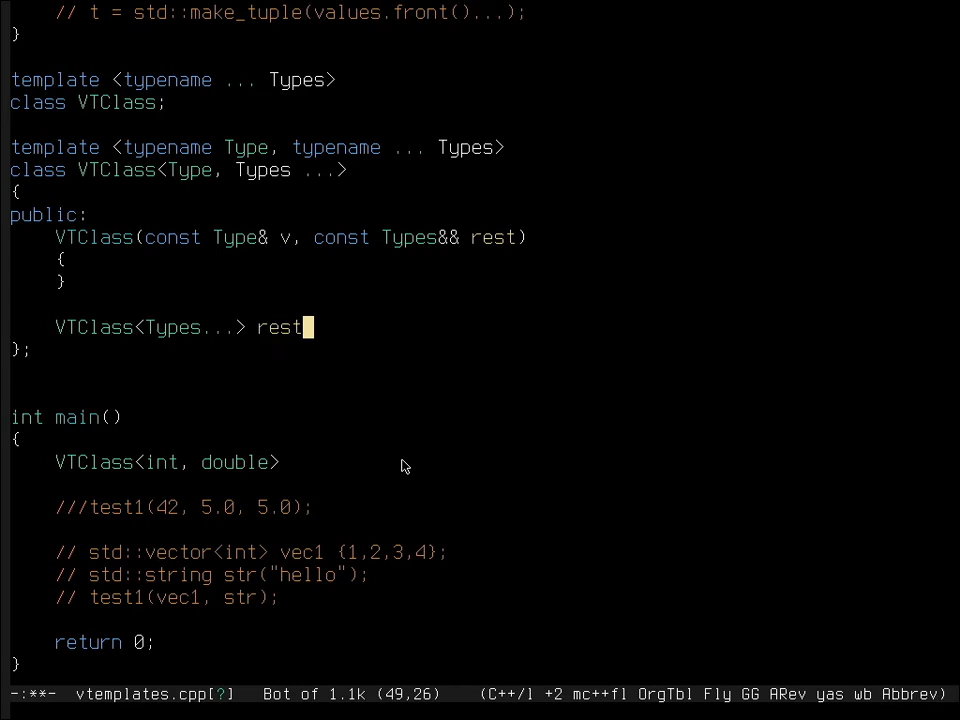 // t = std::make_tuple(values.front()...);
}
template <typename ... Types>
class VTClass;
template <typename Type, typename ... Types>
class VTClass<Type, Types ...>
{
public:
VTClass(const Type& v, const Types&& rest)
{
}
VTClass<Types...> rest
};
int main()
{
VTClass<int, double>
///test1(42, 5.0, 5.0);
// std::vector<int> vec1 {1,2,3,4};
// std::string str("hello");
// test1(vec1, str);
return 0;
}
-:**-  vtemplates.cpp[?]   Bot of 1.1k (49,26)    (C++/l +2 mc++fl OrgTbl Fly GG ARev yas wb Abbrev)